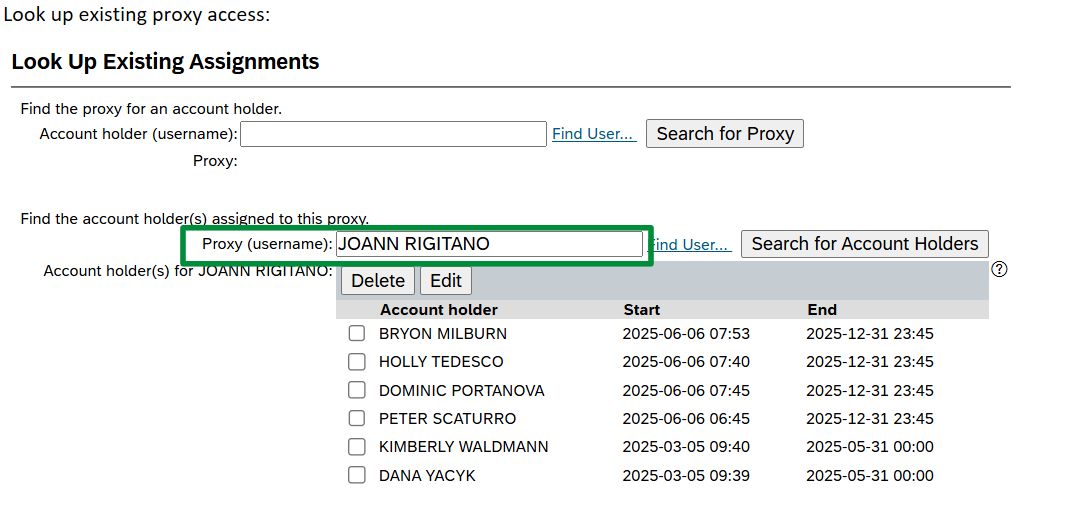 Look up existing proxy access:
Look Up Existing Assignments
Find the proxy for an account holder.
Account holder (username): Find User... Search for Proxy
Proxy:
Find the account holder(s) assigned to this proxy.
Proxy (username): JOANN RIGITANO Find User... Search for Account Holders
Account holder(s) for JOANN RIGITANO: Delete Edit ?
Account holder Start End
BRYON MILBURN 2025-06-06 07:53 2025-12-31 23:45
HOLLY TEDESCO 2025-06-06 07:40 2025-12-31 23:45
DOMINIC PORTANOVA 2025-06-06 07:45 2025-12-31 23:45
PETER SCATURRO 2025-06-06 06:45 2025-12-31 23:45
KIMBERLY WALDMANN 2025-03-05 09:40 2025-05-31 00:00
DANA YACYK 2025-03-05 09:39 2025-05-31 00:00